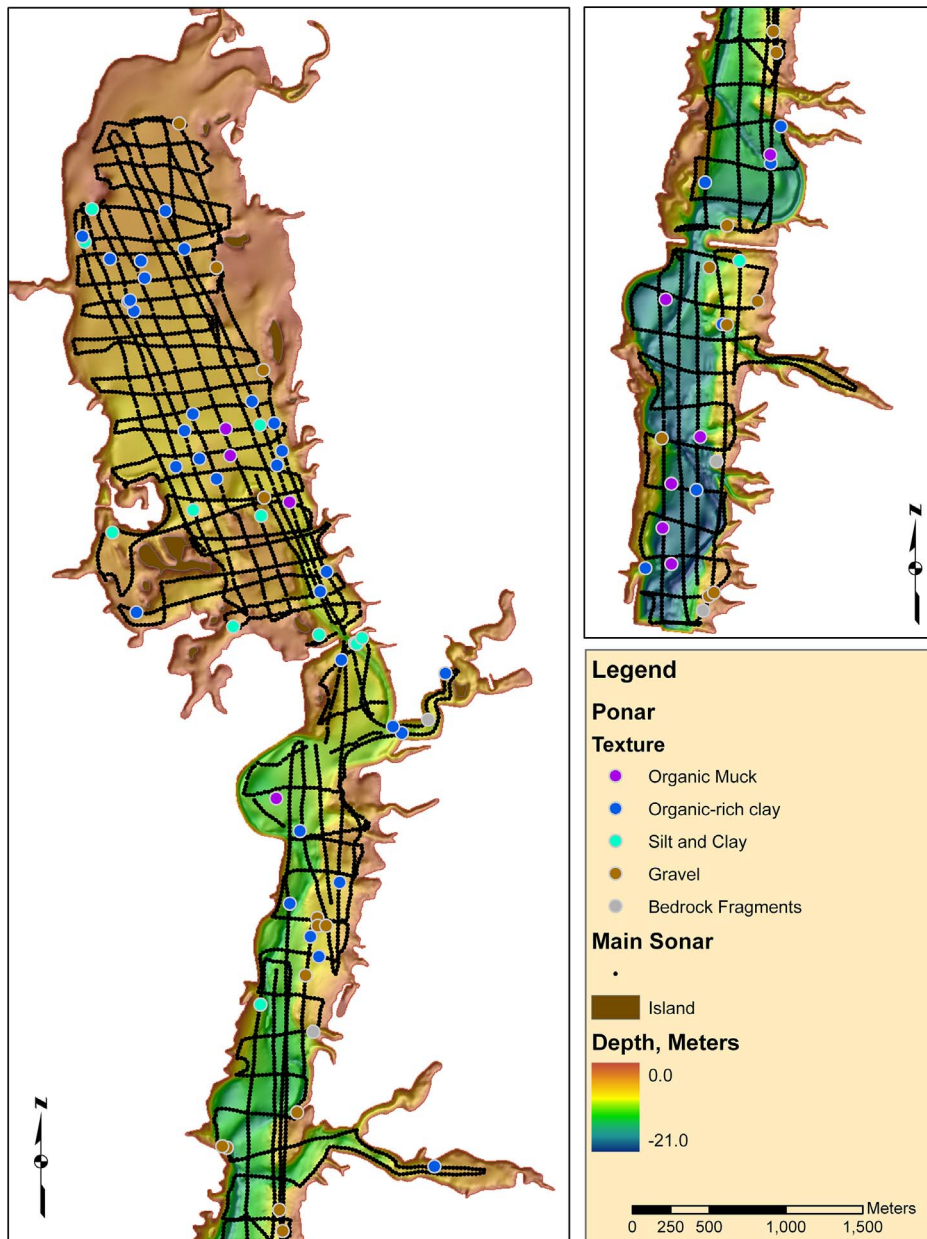 N
N
Legend
Ponar
Texture
Organic Muck
Organic-rich clay
Silt and Clay
Gravel
Bedrock Fragments
Main Sonar
Island
Depth, Meters
0.0
-21.0
Meters
0 250 500 1,000 1,500